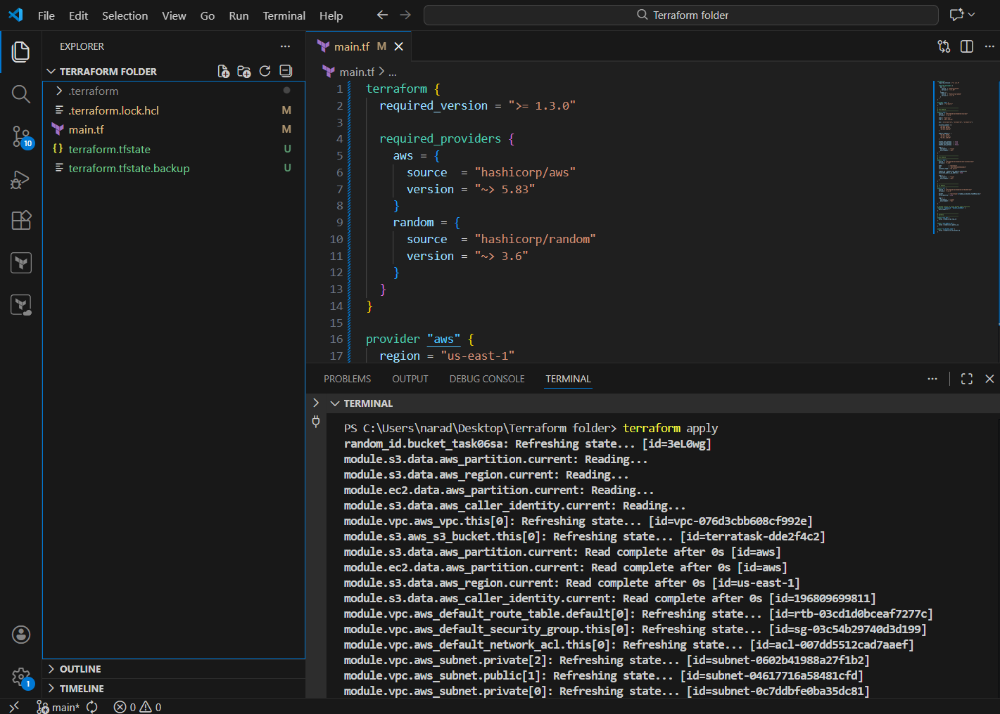 File Edit Selection View Go Run Terminal Help
Terraform folder
EXPLORER
TERRAFORM FOLDER
.terraform
.terraform.lock.hcl M
main.tf M
terraform.tfstate U
terraform.tfstate.backup U
10
OUTLINE
TIMELINE
1
main.tf M
main.tf > ...
1 terraform {
2 required_version = ">= 1.3.0"
3
4 required_providers {
5 aws = {
6 source  = "hashicorp/aws"
7 version = "~> 5.83"
8 }
9 random = {
10 source  = "hashicorp/random"
11 version = "~> 3.6"
12 }
13 }
14 }
15
16 provider "aws" {
17 region = "us-east-1"
PROBLEMS OUTPUT DEBUG CONSOLE TERMINAL
TERMINAL
PS C:\Users\narad\Desktop\Terraform folder> terraform apply
random_id.bucket_task06sa: Refreshing state... [id=3eL0wg]
module.s3.data.aws_partition.current: Reading...
module.s3.data.aws_region.current: Reading...
module.ec2.data.aws_partition.current: Reading...
module.s3.data.aws_caller_identity.current: Reading...
module.vpc.aws_vpc.this[0]: Refreshing state... [id=vpc-076d3cbb608cf992e]
module.s3.aws_s3_bucket.this[0]: Refreshing state... [id=terratask-dde2f4c2]
module.s3.data.aws_partition.current: Read complete after 0s [id=aws]
module.ec2.data.aws_partition.current: Read complete after 0s [id=aws]
module.s3.data.aws_region.current: Read complete after 0s [id=us-east-1]
module.s3.data.aws_caller_identity.current: Read complete after 0s [id=196809699811]
module.vpc.aws_default_route_table.default[0]: Refreshing state... [id=rtb-03cd1d0bceaf7277c]
module.vpc.aws_default_security_group.this[0]: Refreshing state... [id=sg-03c54b29740d3d199]
module.vpc.aws_default_network_acl.this[0]: Refreshing state... [id=acl-007dd5512cad7aaef]
module.vpc.aws_subnet.private[2]: Refreshing state... [id=subnet-0602b41988a27f1b2]
module.vpc.aws_subnet.public[1]: Refreshing state... [id=subnet-04617716a58481cfd]
module.vpc.aws_subnet.private[0]: Refreshing state... [id=subnet-0c7ddbfe0ba35dc81]
main* 0 0